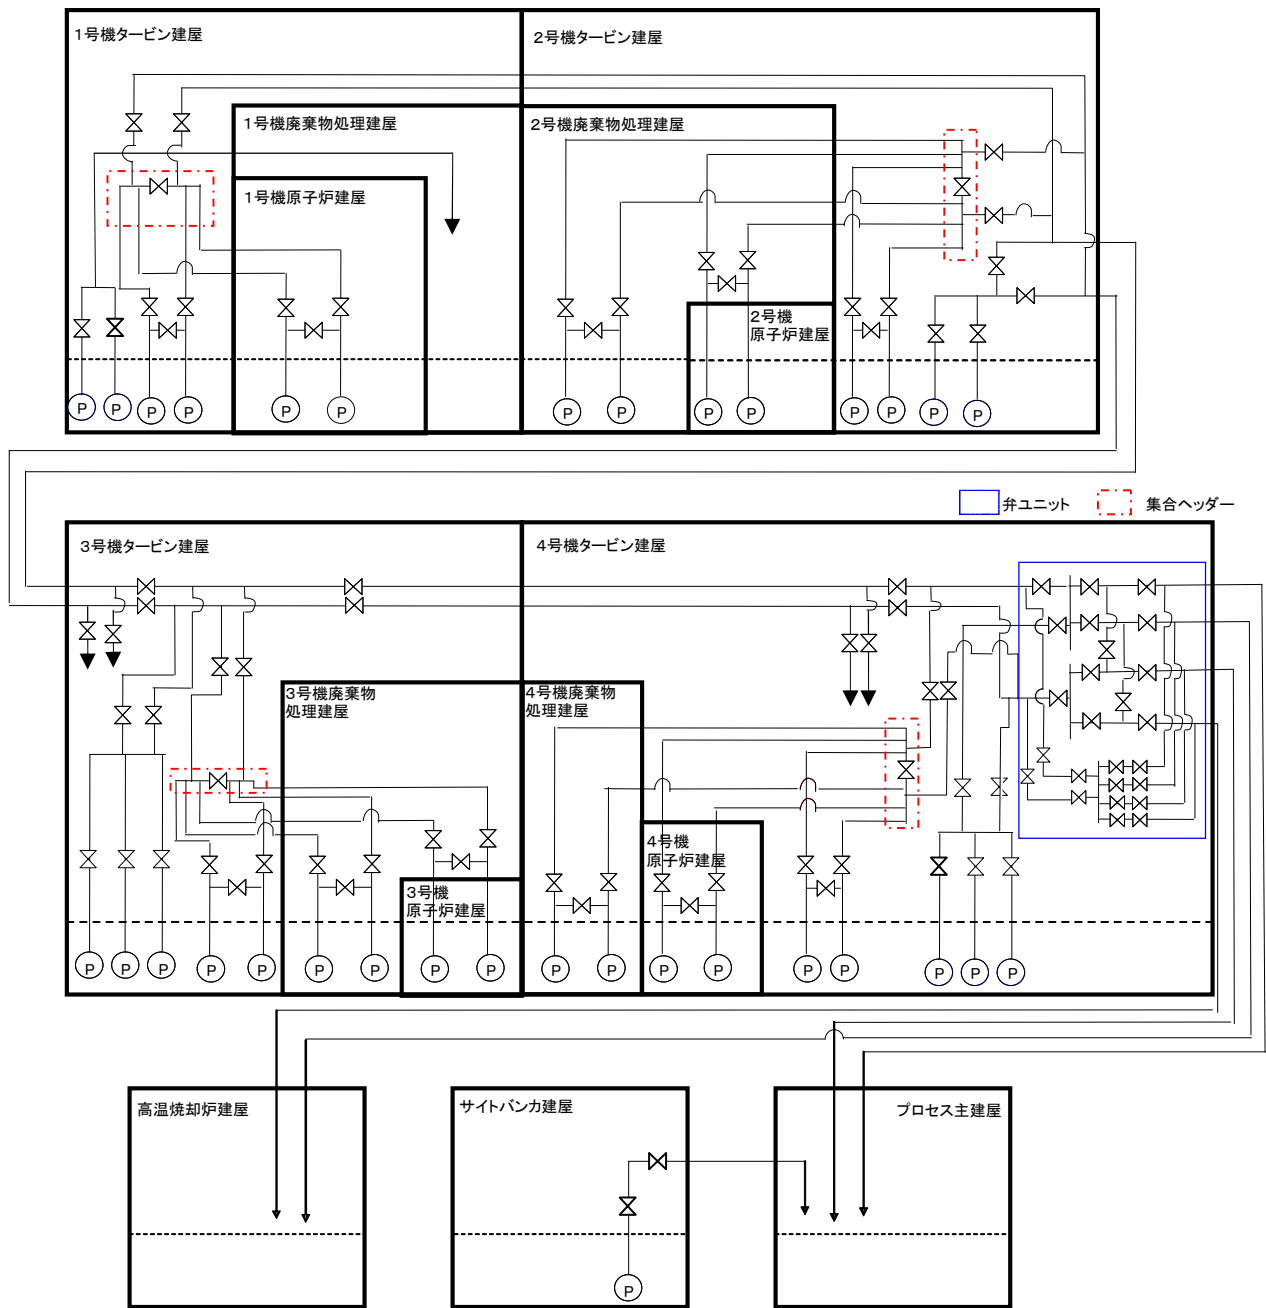 1号機タービン建屋
2号機タービン建屋
1号機廃棄物処理建屋
2号機廃棄物処理建屋
1号機原子炉建屋
2号機
原子炉建屋
P P P P P P P P P P P P P P
弁ユニット
集合ヘッダー
3号機タービン建屋
4号機タービン建屋
3号機廃棄物
処理建屋
4号機廃棄物
処理建屋
4号機
原子炉建屋
3号機
原子炉建屋
P P P P P P P P P P P P P P P P P P
高温焼却炉建屋
サイトバンカ建屋
プロセス主建屋
P